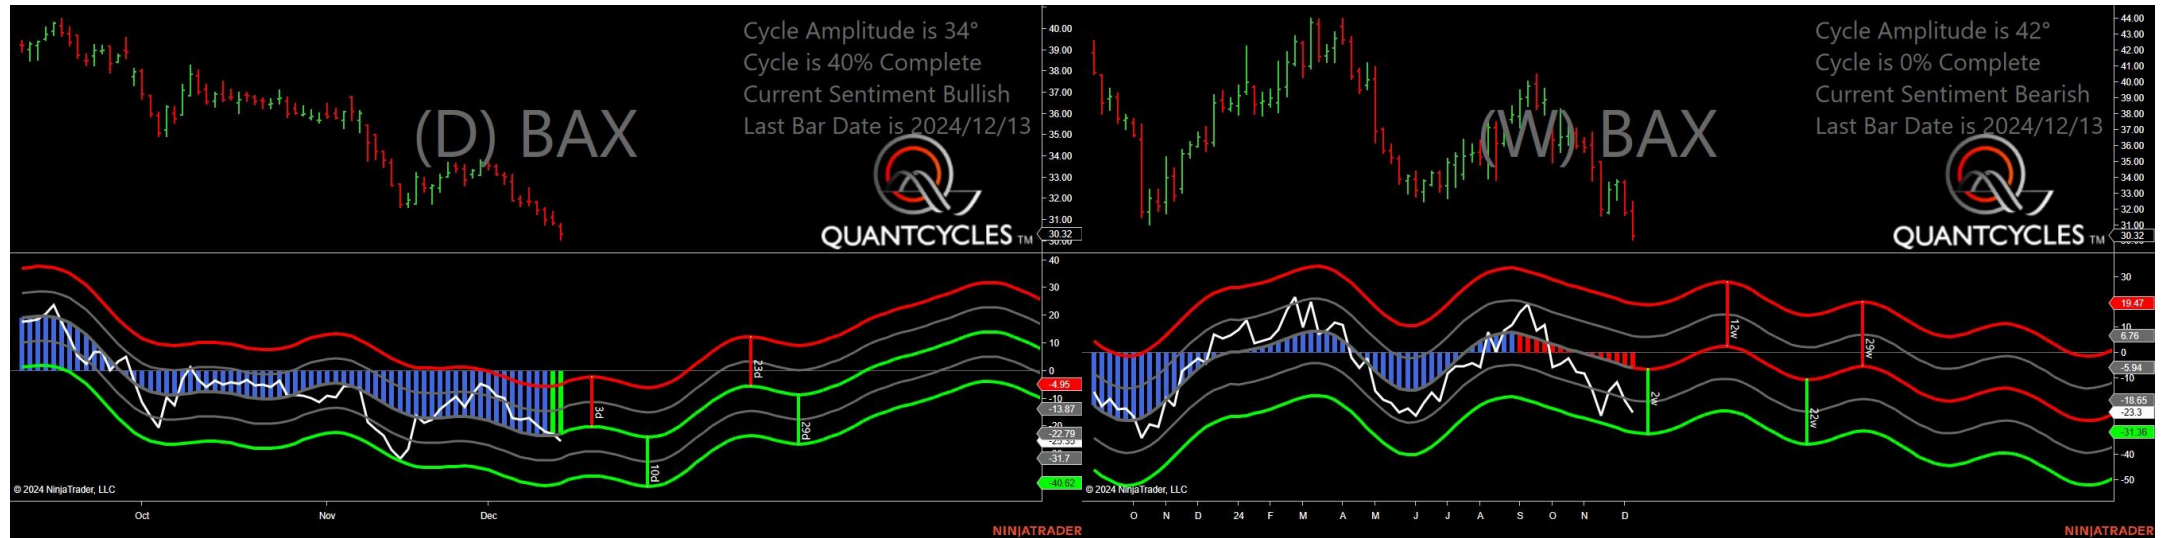 Cycle Amplitude is 34°
Cycle is 40% Complete
Current Sentiment Bullish
Last Bar Date is 2024/12/13
(D) BAX
QUANTCYCLES TM
40.00
39.00
38.00
37.00
36.00
35.00
34.00
33.00
32.00
31.00
30.32
30.00
40
30
20
10
0
-4.95
-10
-13.87
-20
-22.79
-31.7
-40.62
3d
10d
23d
29d
© 2024 NinjaTrader, LLC
Oct Nov Dec
NINJATRADER
Cycle Amplitude is 42°
Cycle is 0% Complete
Current Sentiment Bearish
Last Bar Date is 2024/12/13
(W) BAX
QUANTCYCLES TM
44.00
43.00
42.00
41.00
40.00
39.00
38.00
37.00
36.00
35.00
34.00
33.00
32.00
31.00
30.32
30
19.47
10
6.76
0
-5.94
-10
-18.65
-23.3
-31.36
-40
-50
2w
12w
22w
29w
© 2024 NinjaTrader, LLC
O N D 24 F M A M J J A S O N D
NINJATRADER